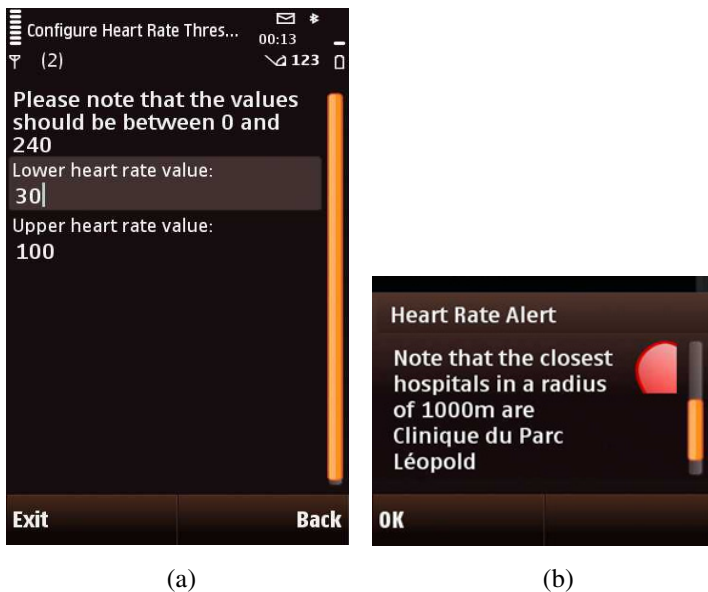 Configure Heart Rate Thres...
00:13
(2)
123
Please note that the values
should be between 0 and
240
Lower heart rate value:
30
Upper heart rate value:
100
Exit
Back
(a)
Heart Rate Alert
Note that the closest
hospitals in a radius
of 1000m are
Clinique du Parc
Léopold
OK
(b)